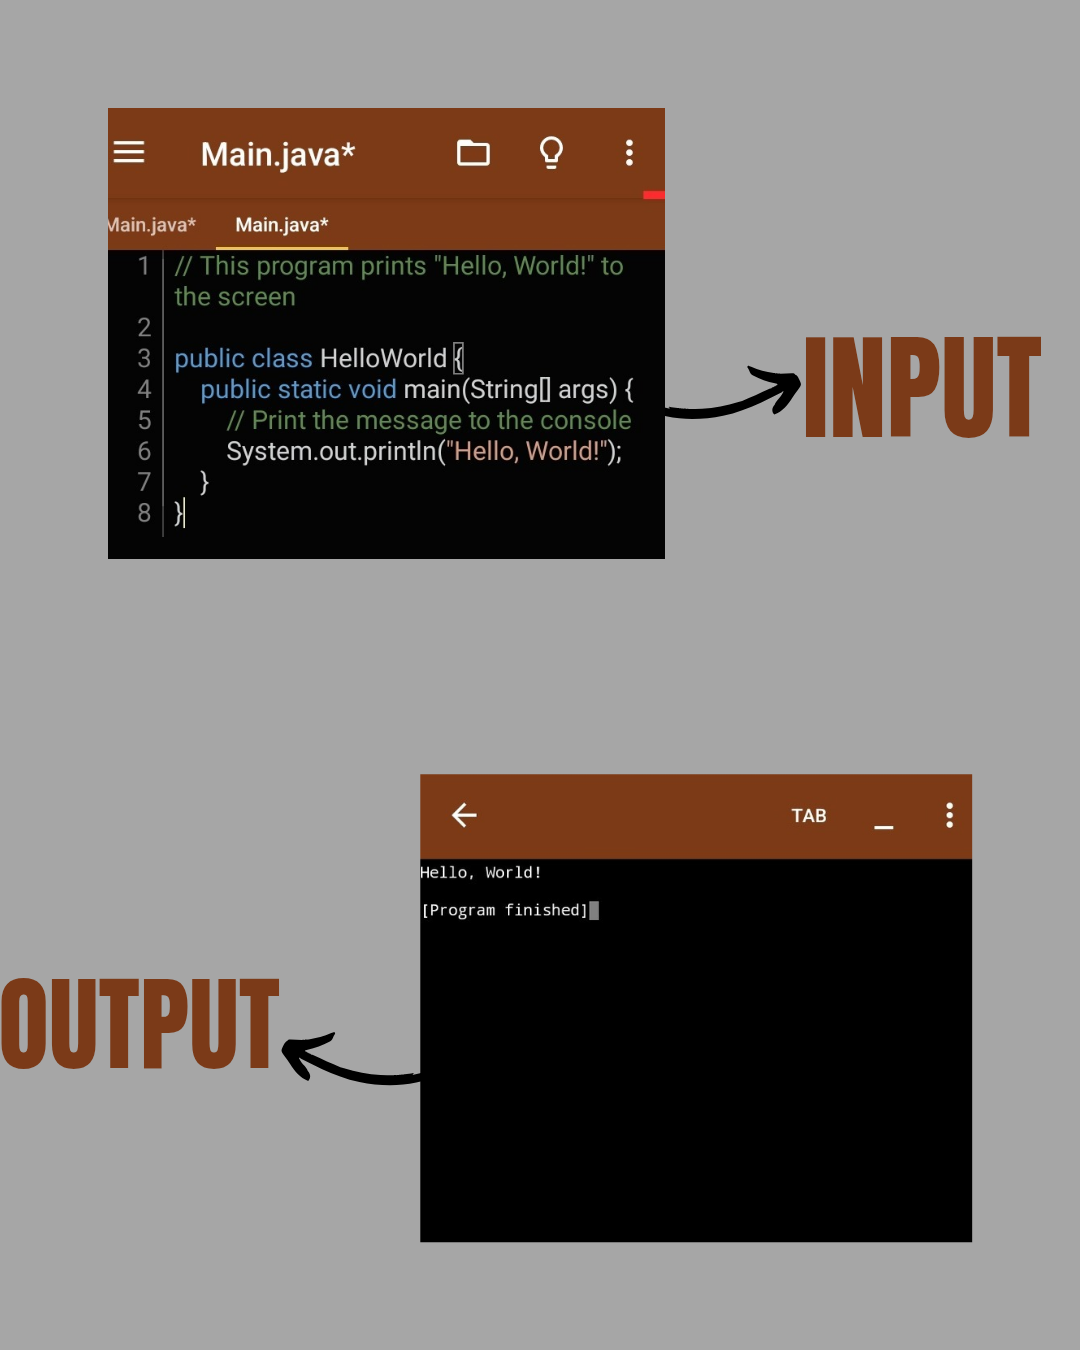 Main.java*
Main.java* Main.java*
1 // This program prints "Hello, World!" to
the screen
2
3 public class HelloWorld {
4 public static void main(String[] args) {
5 // Print the message to the console
6 System.out.println("Hello, World!");
7 }
8 }
INPUT
TAB
Hello, World!
[Program finished]
OUTPUT